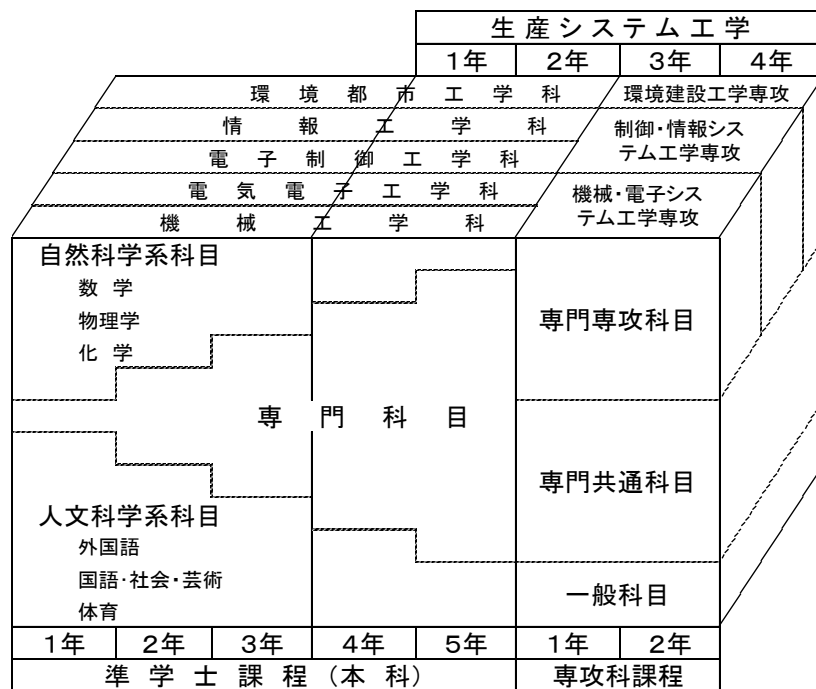 生産システム工学
1年 2年 3年 4年
環境都市工学科 環境建設工学専攻
情報工学科 制御・情報シス
テム工学専攻
電子制御工学科
電気電子工学科 機械・電子シス
テム工学専攻
機械工学科
自然科学系科目
数学
物理学
化学
専門専攻科目
専門科目
専門共通科目
人文科学系科目
外国語
国語・社会・芸術
体育
一般科目
1年 2年 3年 4年 5年 1年 2年
準学士課程(本科) 専攻科課程